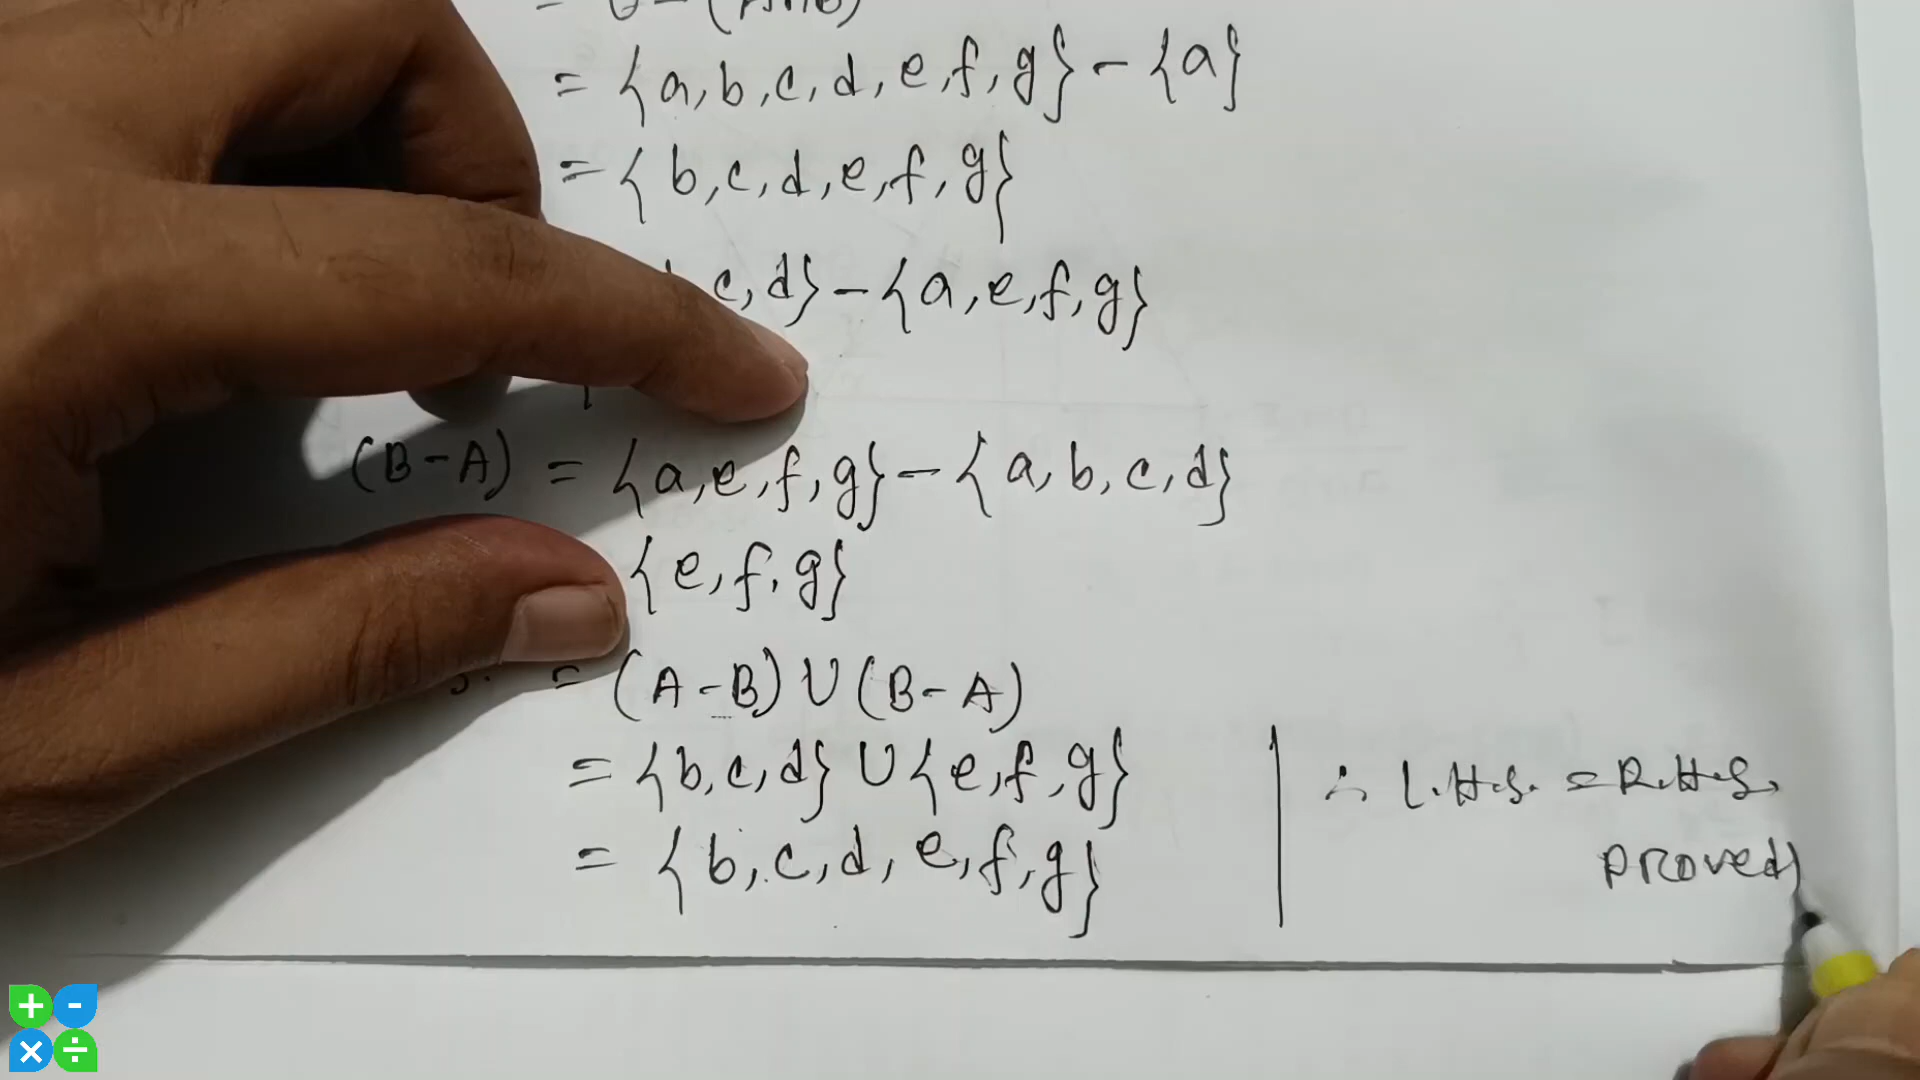 = U - (A∩B)
= {a, b, c, d, e, f, g} - {a}
= {b, c, d, e, f, g}
c, d} - {a, e, f, g}
(B - A) = {a, e, f, g} - {a, b, c, d}
{e, f, g}
= (A - B) U (B - A)
= {b, c, d} U {e, f, g}
= {b, c, d, e, f, g}
∴ L.H.S. = R.H.S.
proved